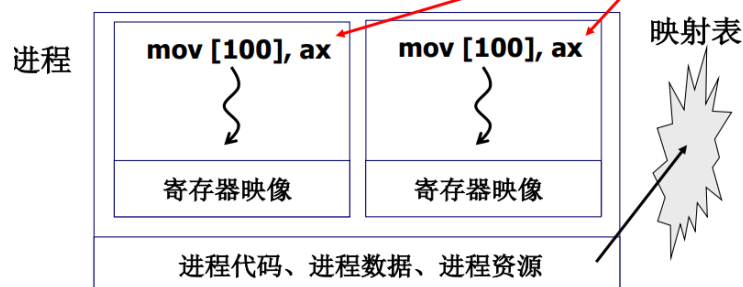 进程
mov [100], ax
mov [100], ax
映射表
寄存器映像
寄存器映像
进程代码、进程数据、进程资源